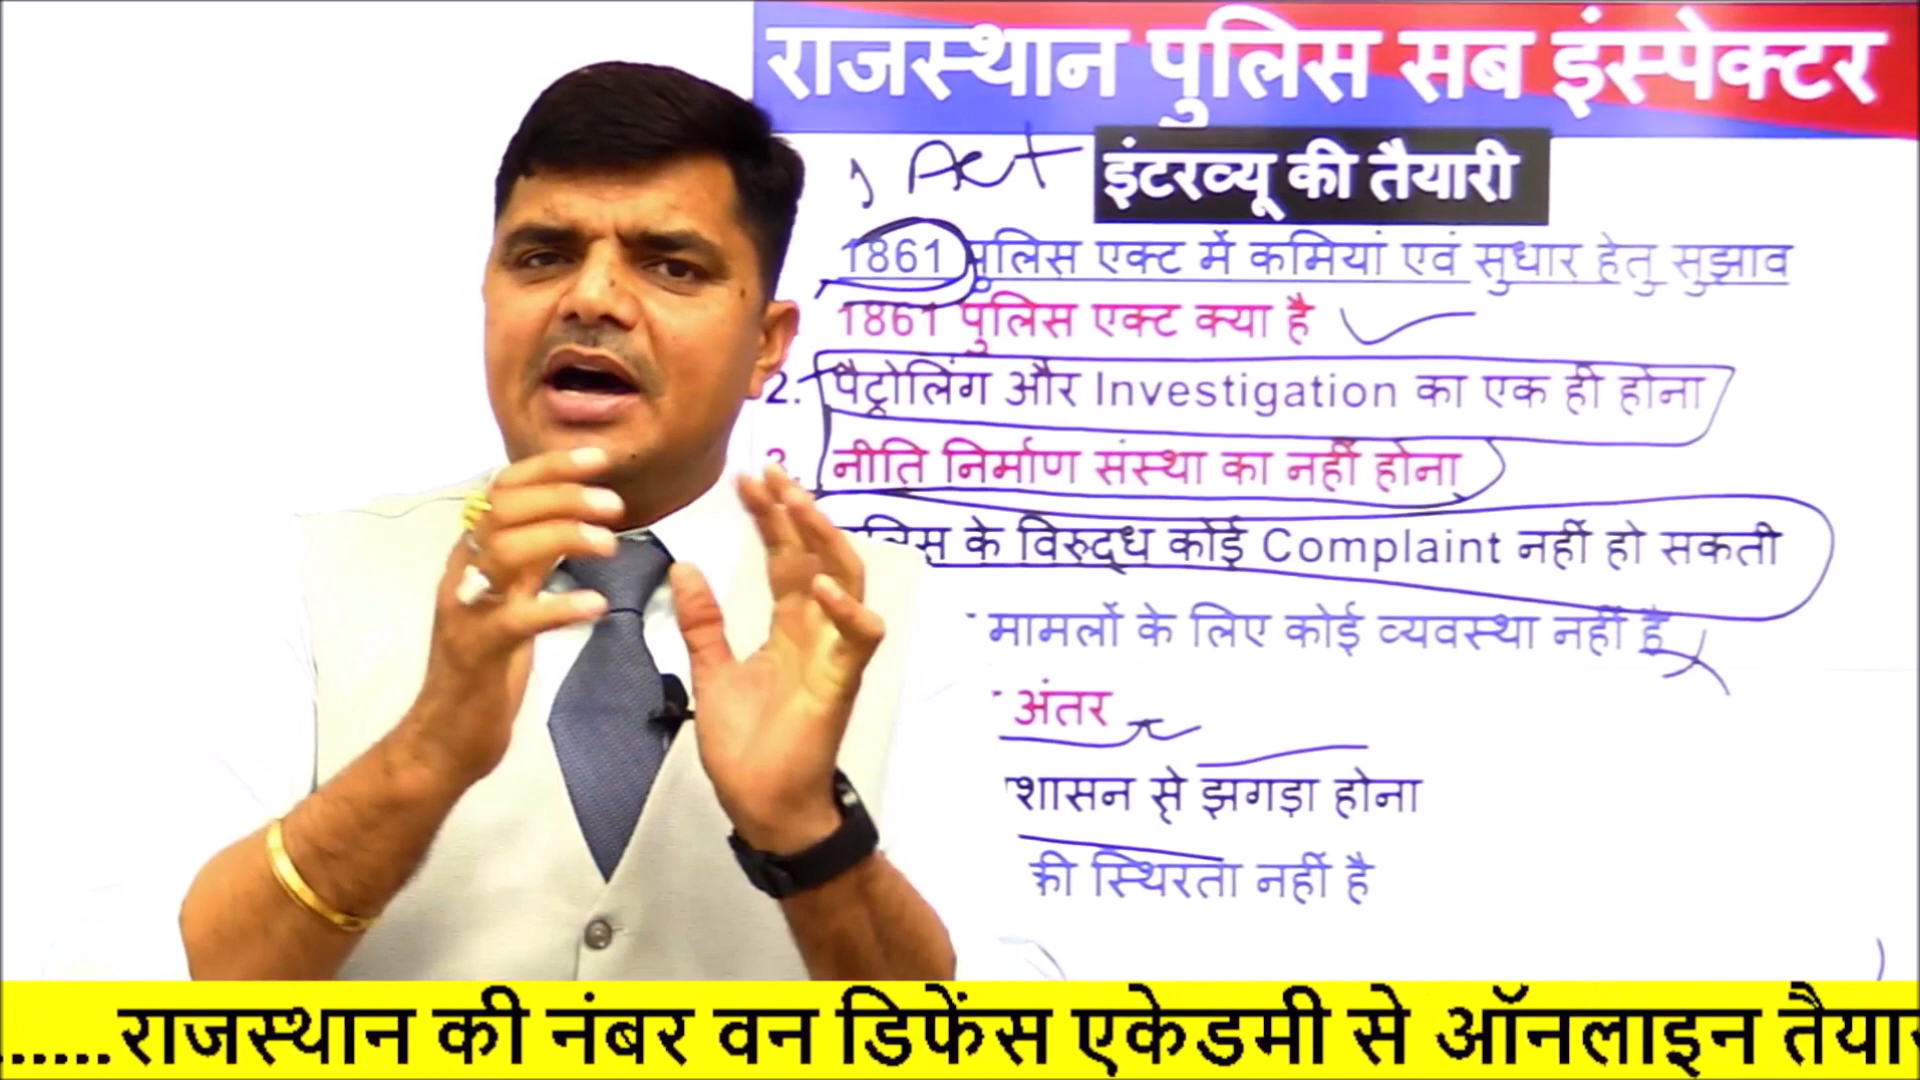 राजस्थान पुलिस सब इंस्पेक्टर
1 Act
इंटरव्यू की तैयारी
1861 पुलिस एक्ट में कमियां एवं सुधार हेतु सुझाव
1861 पुलिस एक्ट क्या है
2. पैट्रोलिंग और Investigation का एक ही होना
3. नीति निर्माण संस्था का नहीं होना
के विरुद्ध कोई Complaint नहीं हो सकती
मामलों के लिए कोई व्यवस्था नहीं है
अंतर
से झगड़ा होना
की स्थिरता नहीं है
......राजस्थान की नंबर वन डिफेंस एकेडमी से ऑनलाइन